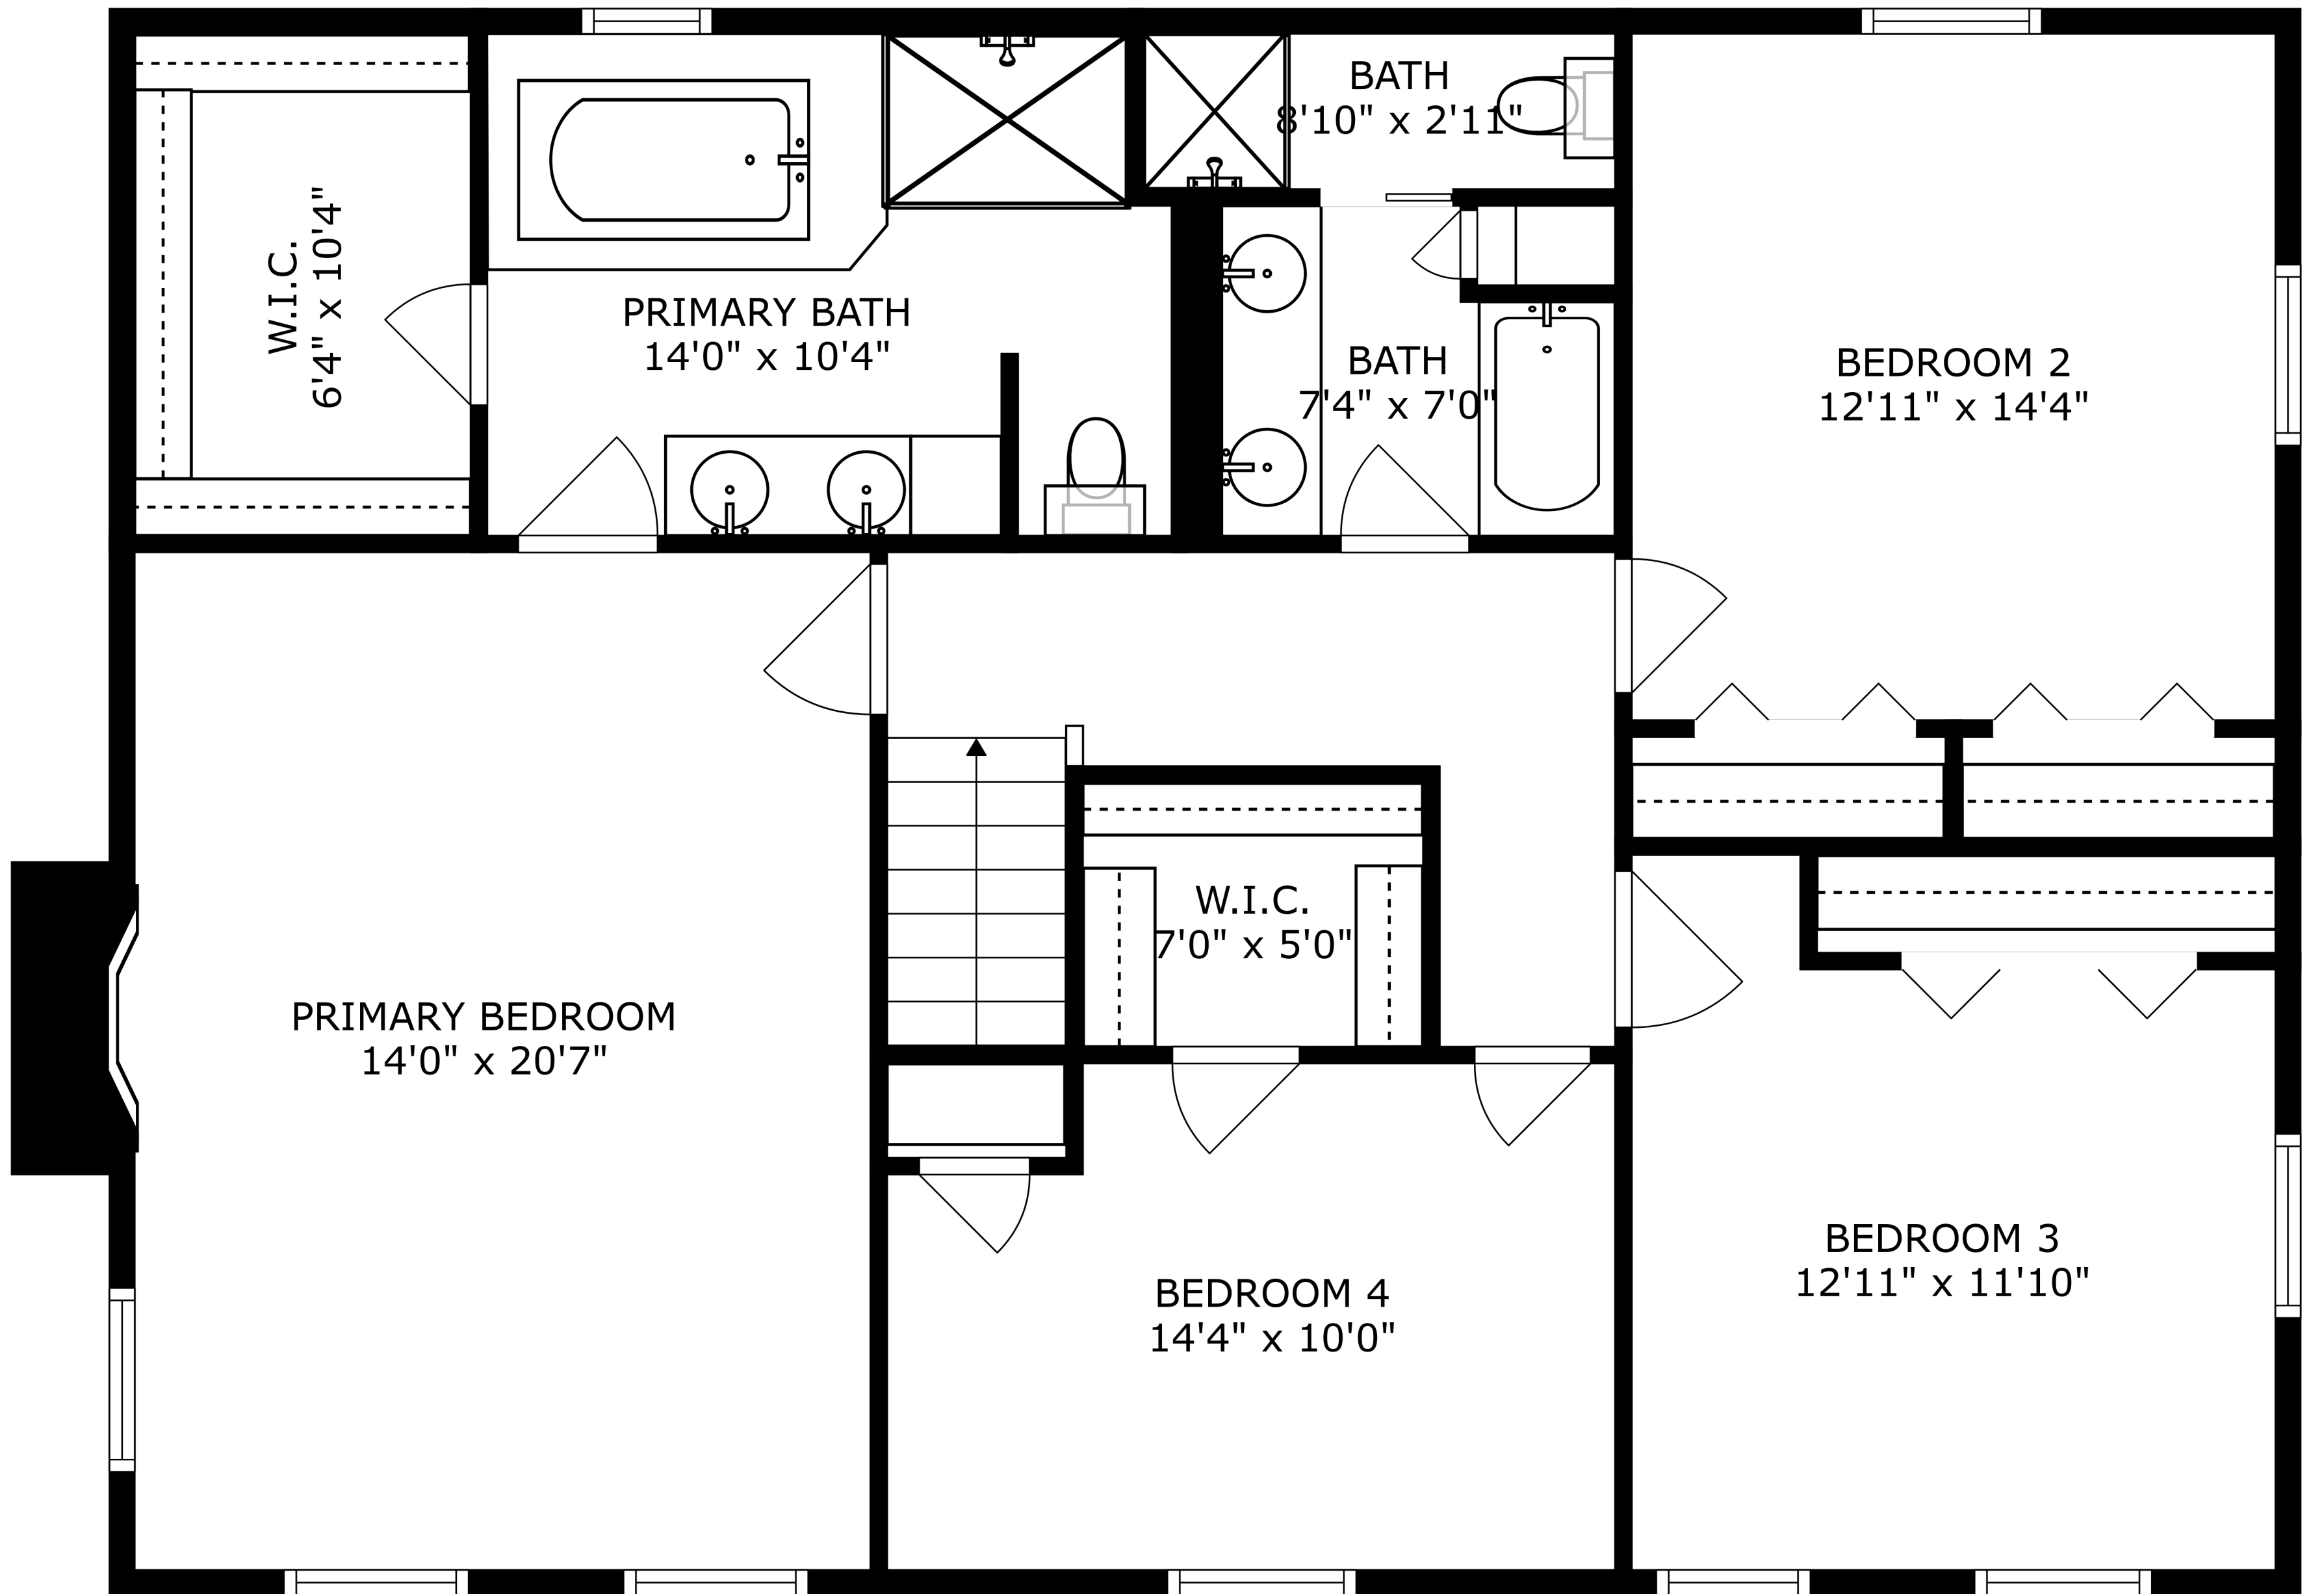 BATH
8'10" x 2'11"
W.I.C.
6'4" x 10'4"
PRIMARY BATH
14'0" x 10'4"
BATH
7'4" x 7'0"
BEDROOM 2
12'11" x 14'4"
W.I.C.
7'0" x 5'0"
PRIMARY BEDROOM
14'0" x 20'7"
BEDROOM 3
12'11" x 11'10"
BEDROOM 4
14'4" x 10'0"